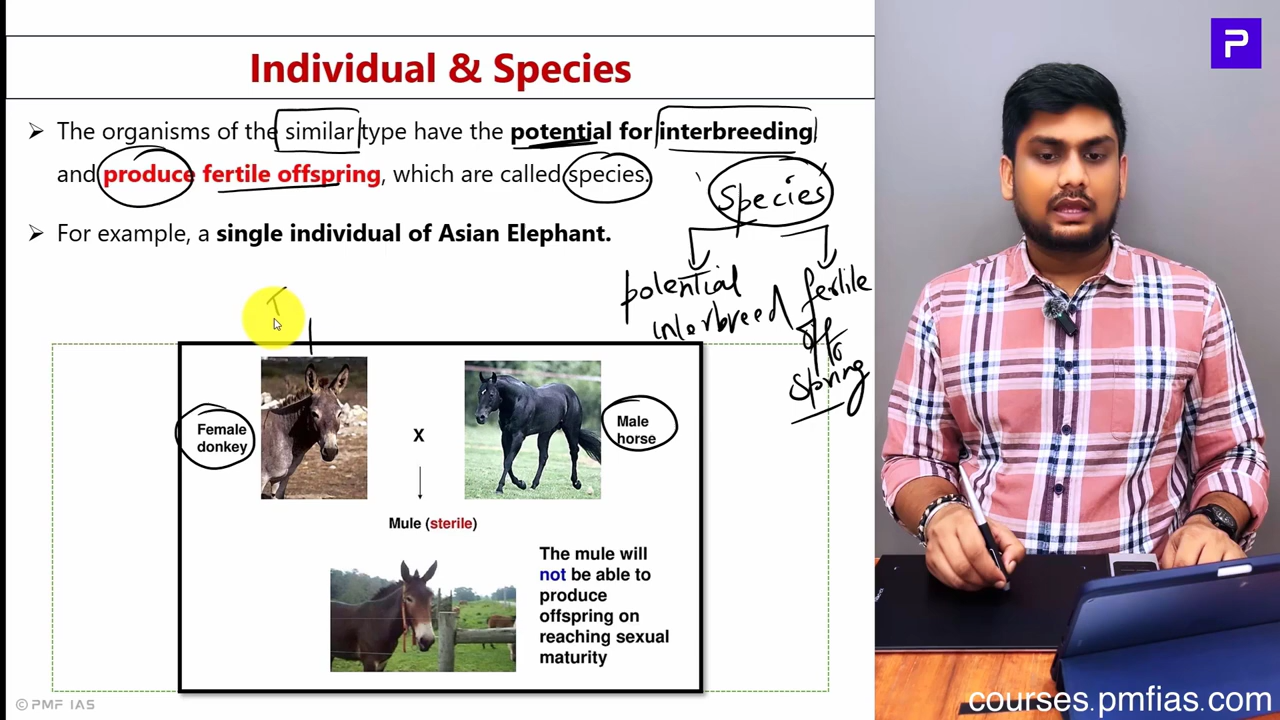 Individual & Species
➢ The organisms of the similar type have the potential for interbreeding,
and produce fertile offspring, which are called species.
Species
➢ For example, a single individual of Asian Elephant.
potential
interbreed
fertile
off
spring
Female
donkey
X
Male
horse
Mule (sterile)
The mule will
not be able to
produce
offspring on
reaching sexual
maturity
© PMF IAS
P
courses.pmfias.com